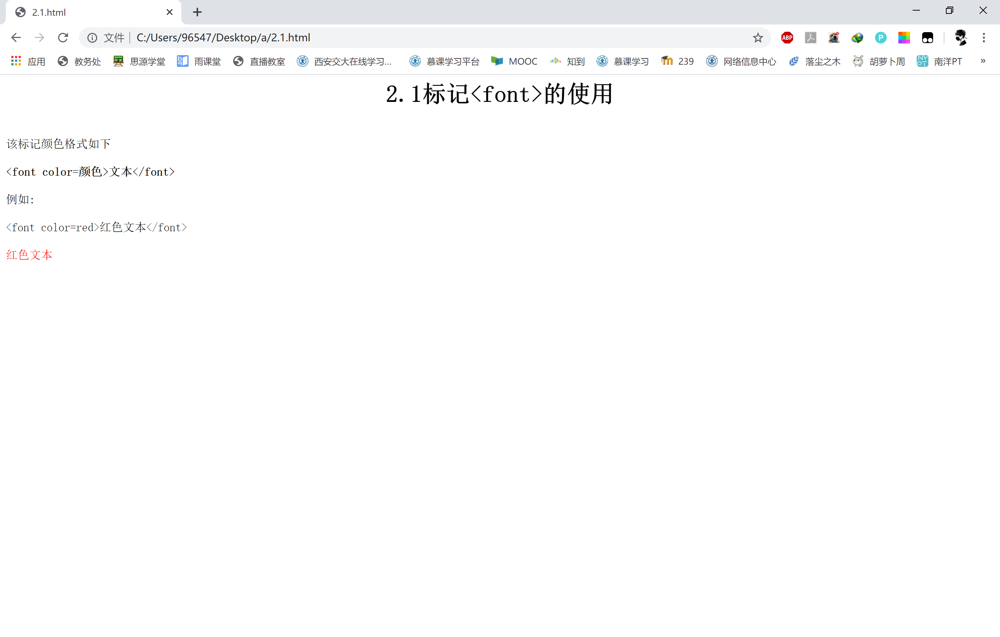 2.1.html
文件 C:/Users/96547/Desktop/a/2.1.html ABP P
应用 教务处 XJTU 学堂 思源学堂 雨课堂 直播教室 西安交大在线学习... 慕课学习平台 MOOC 知到 慕课学习 239 网络信息中心 落尘之木 胡萝卜周 NYPT 南洋PT »
2.1标记<font>的使用
该标记颜色格式如下
<font color=颜色>文本</font>
例如:
<font color=red>红色文本</font>
红色文本